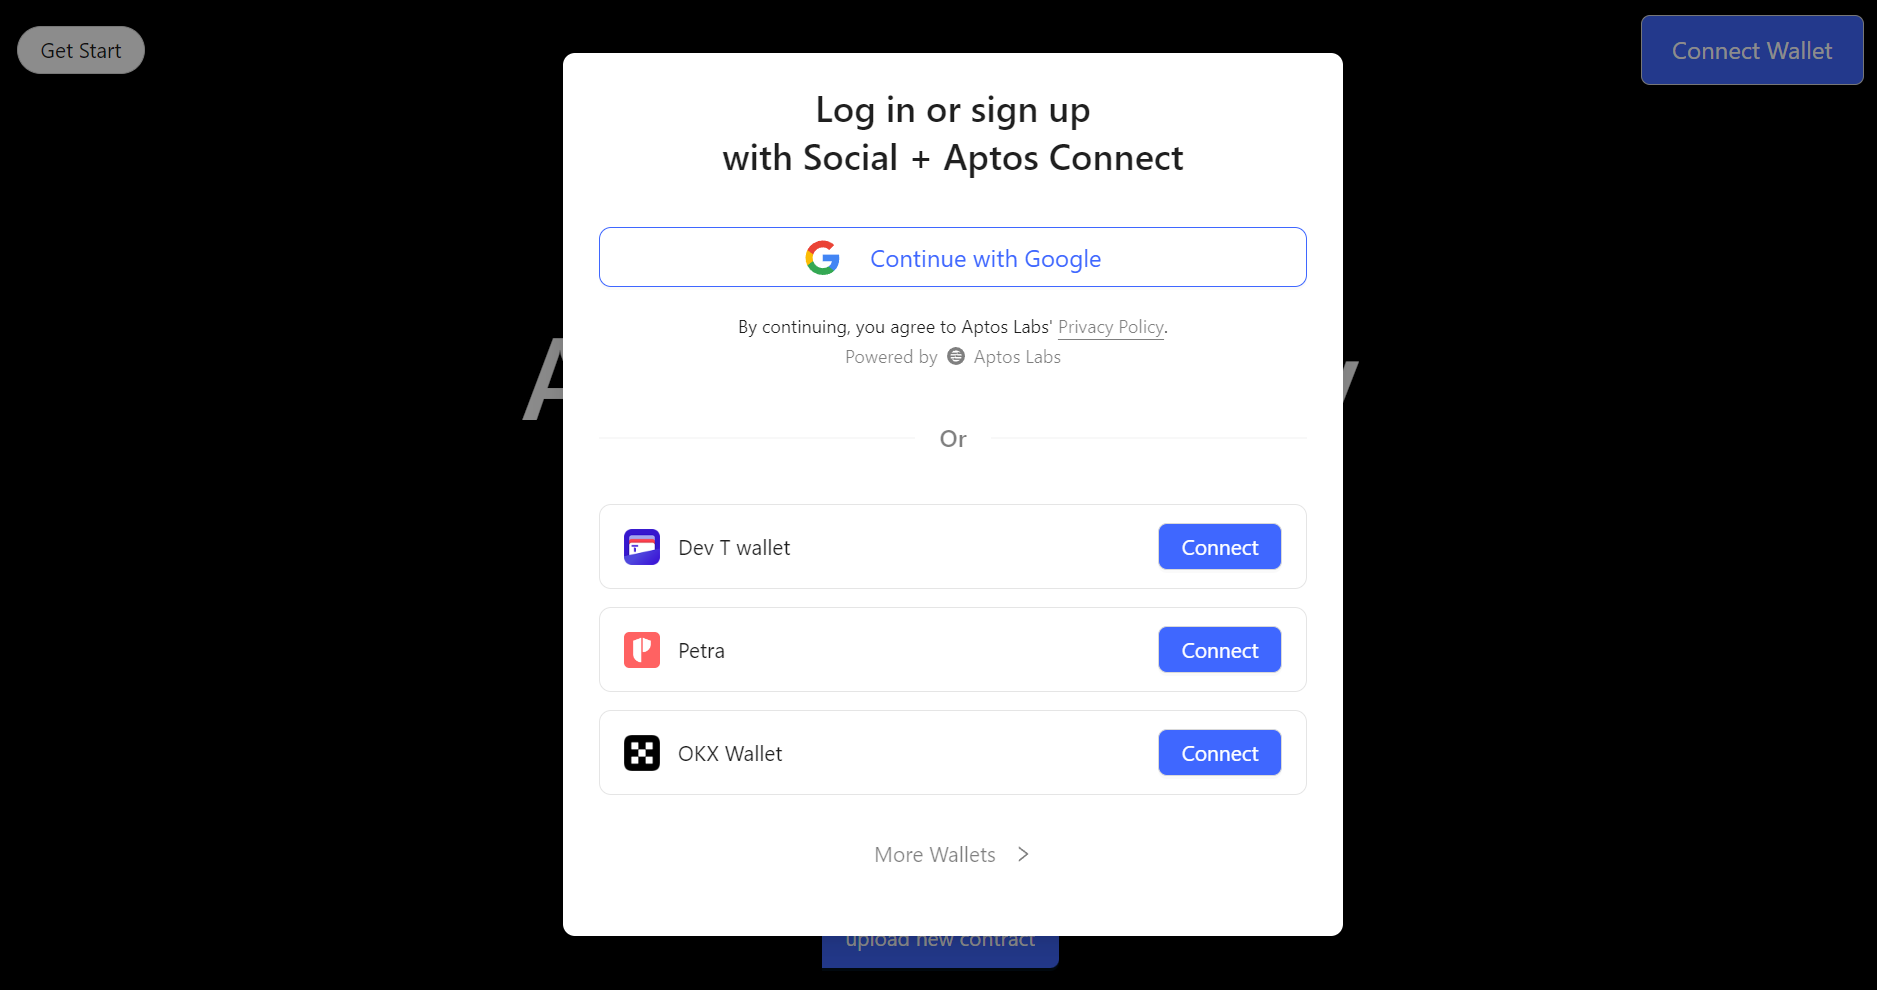 Get Start
Connect Wallet
Log in or sign up
with Social + Aptos Connect
Continue with Google
By continuing, you agree to Aptos Labs' Privacy Policy.
Powered by Aptos Labs
Or
Dev T wallet
Connect
Petra
Connect
OKX Wallet
Connect
More Wallets
upload new contract